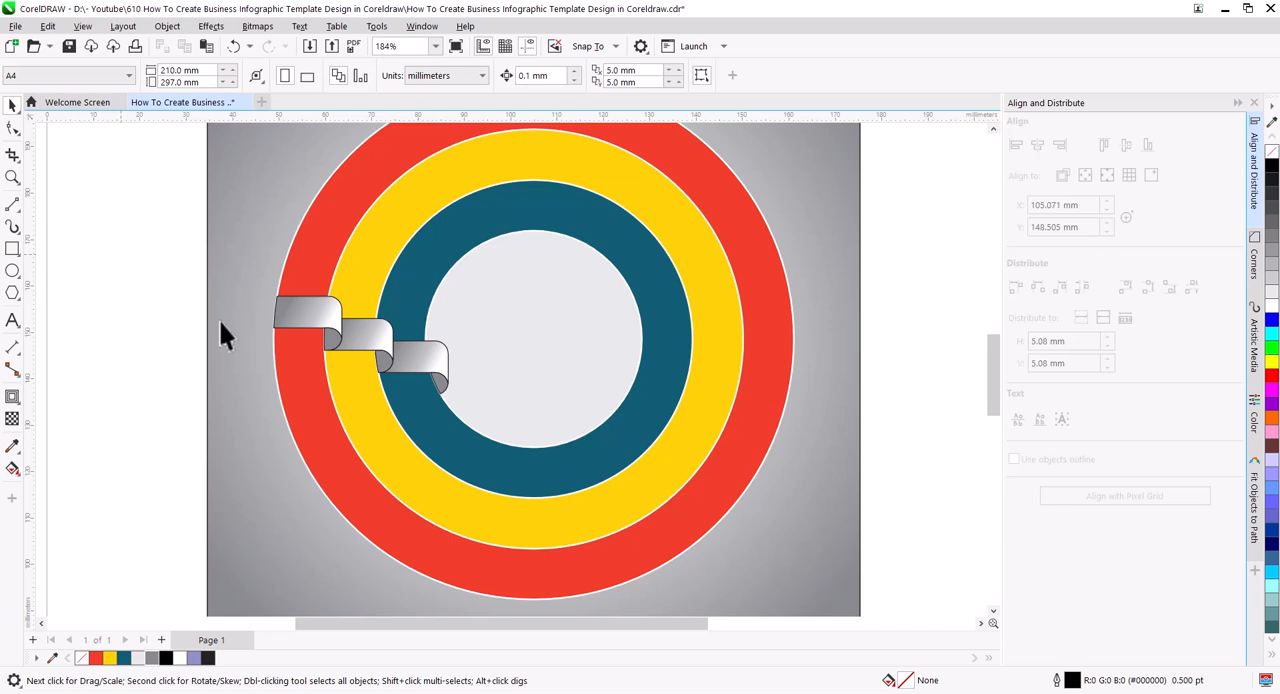 CorelDRAW - D:\- Youtube\610 How To Create Business Infographic Template Design in Coreldraw\How To Create Business Infographic Template Design in Coreldraw.cdr*
File Edit View Layout Object Effects Bitmaps Text Table Tools Window Help
PDF 184% Snap To Launch
A4 210.0 mm 297.0 mm Units: millimeters 0.1 mm 5.0 mm 5.0 mm
Welcome Screen How To Create Business ..*
Align and Distribute
millimeters
Align
Align to:
X: 105.071 mm
Y: 148.505 mm
Distribute
Distribute to:
H: 5.08 mm
V: 5.08 mm
Text
Use objects outline
Align with Pixel Grid
Align and Distribute
Corners
Artistic Media
Color
Fit Objects to Path
1 of 1 Page 1
Next click for Drag/Scale; Second click for Rotate/Skew; Dbl-clicking tool selects all objects; Shift+click multi-selects; Alt+click digs
None R:0 G:0 B:0 (#000000) 0.500 pt